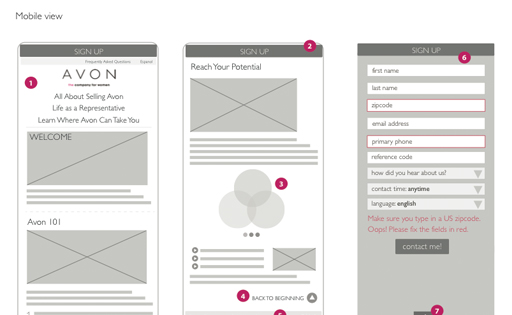 Mobile view
SIGN UP
Frequently Asked Questions Español
AVON
the company for women
1
All About Selling Avon
Life as a Representative
Learn Where Avon Can Take You
WELCOME
Avon 101
SIGN UP
2
Reach Your Potential
3
4
BACK TO BEGINNING
5
SIGN UP
6
first name
last name
zipcode
email address
primary phone
reference code
how did you hear about us?
contact time: anytime
language: english
Make sure you type in a US zipcode.
Oops! Please fix the fields in red.
contact me!
7